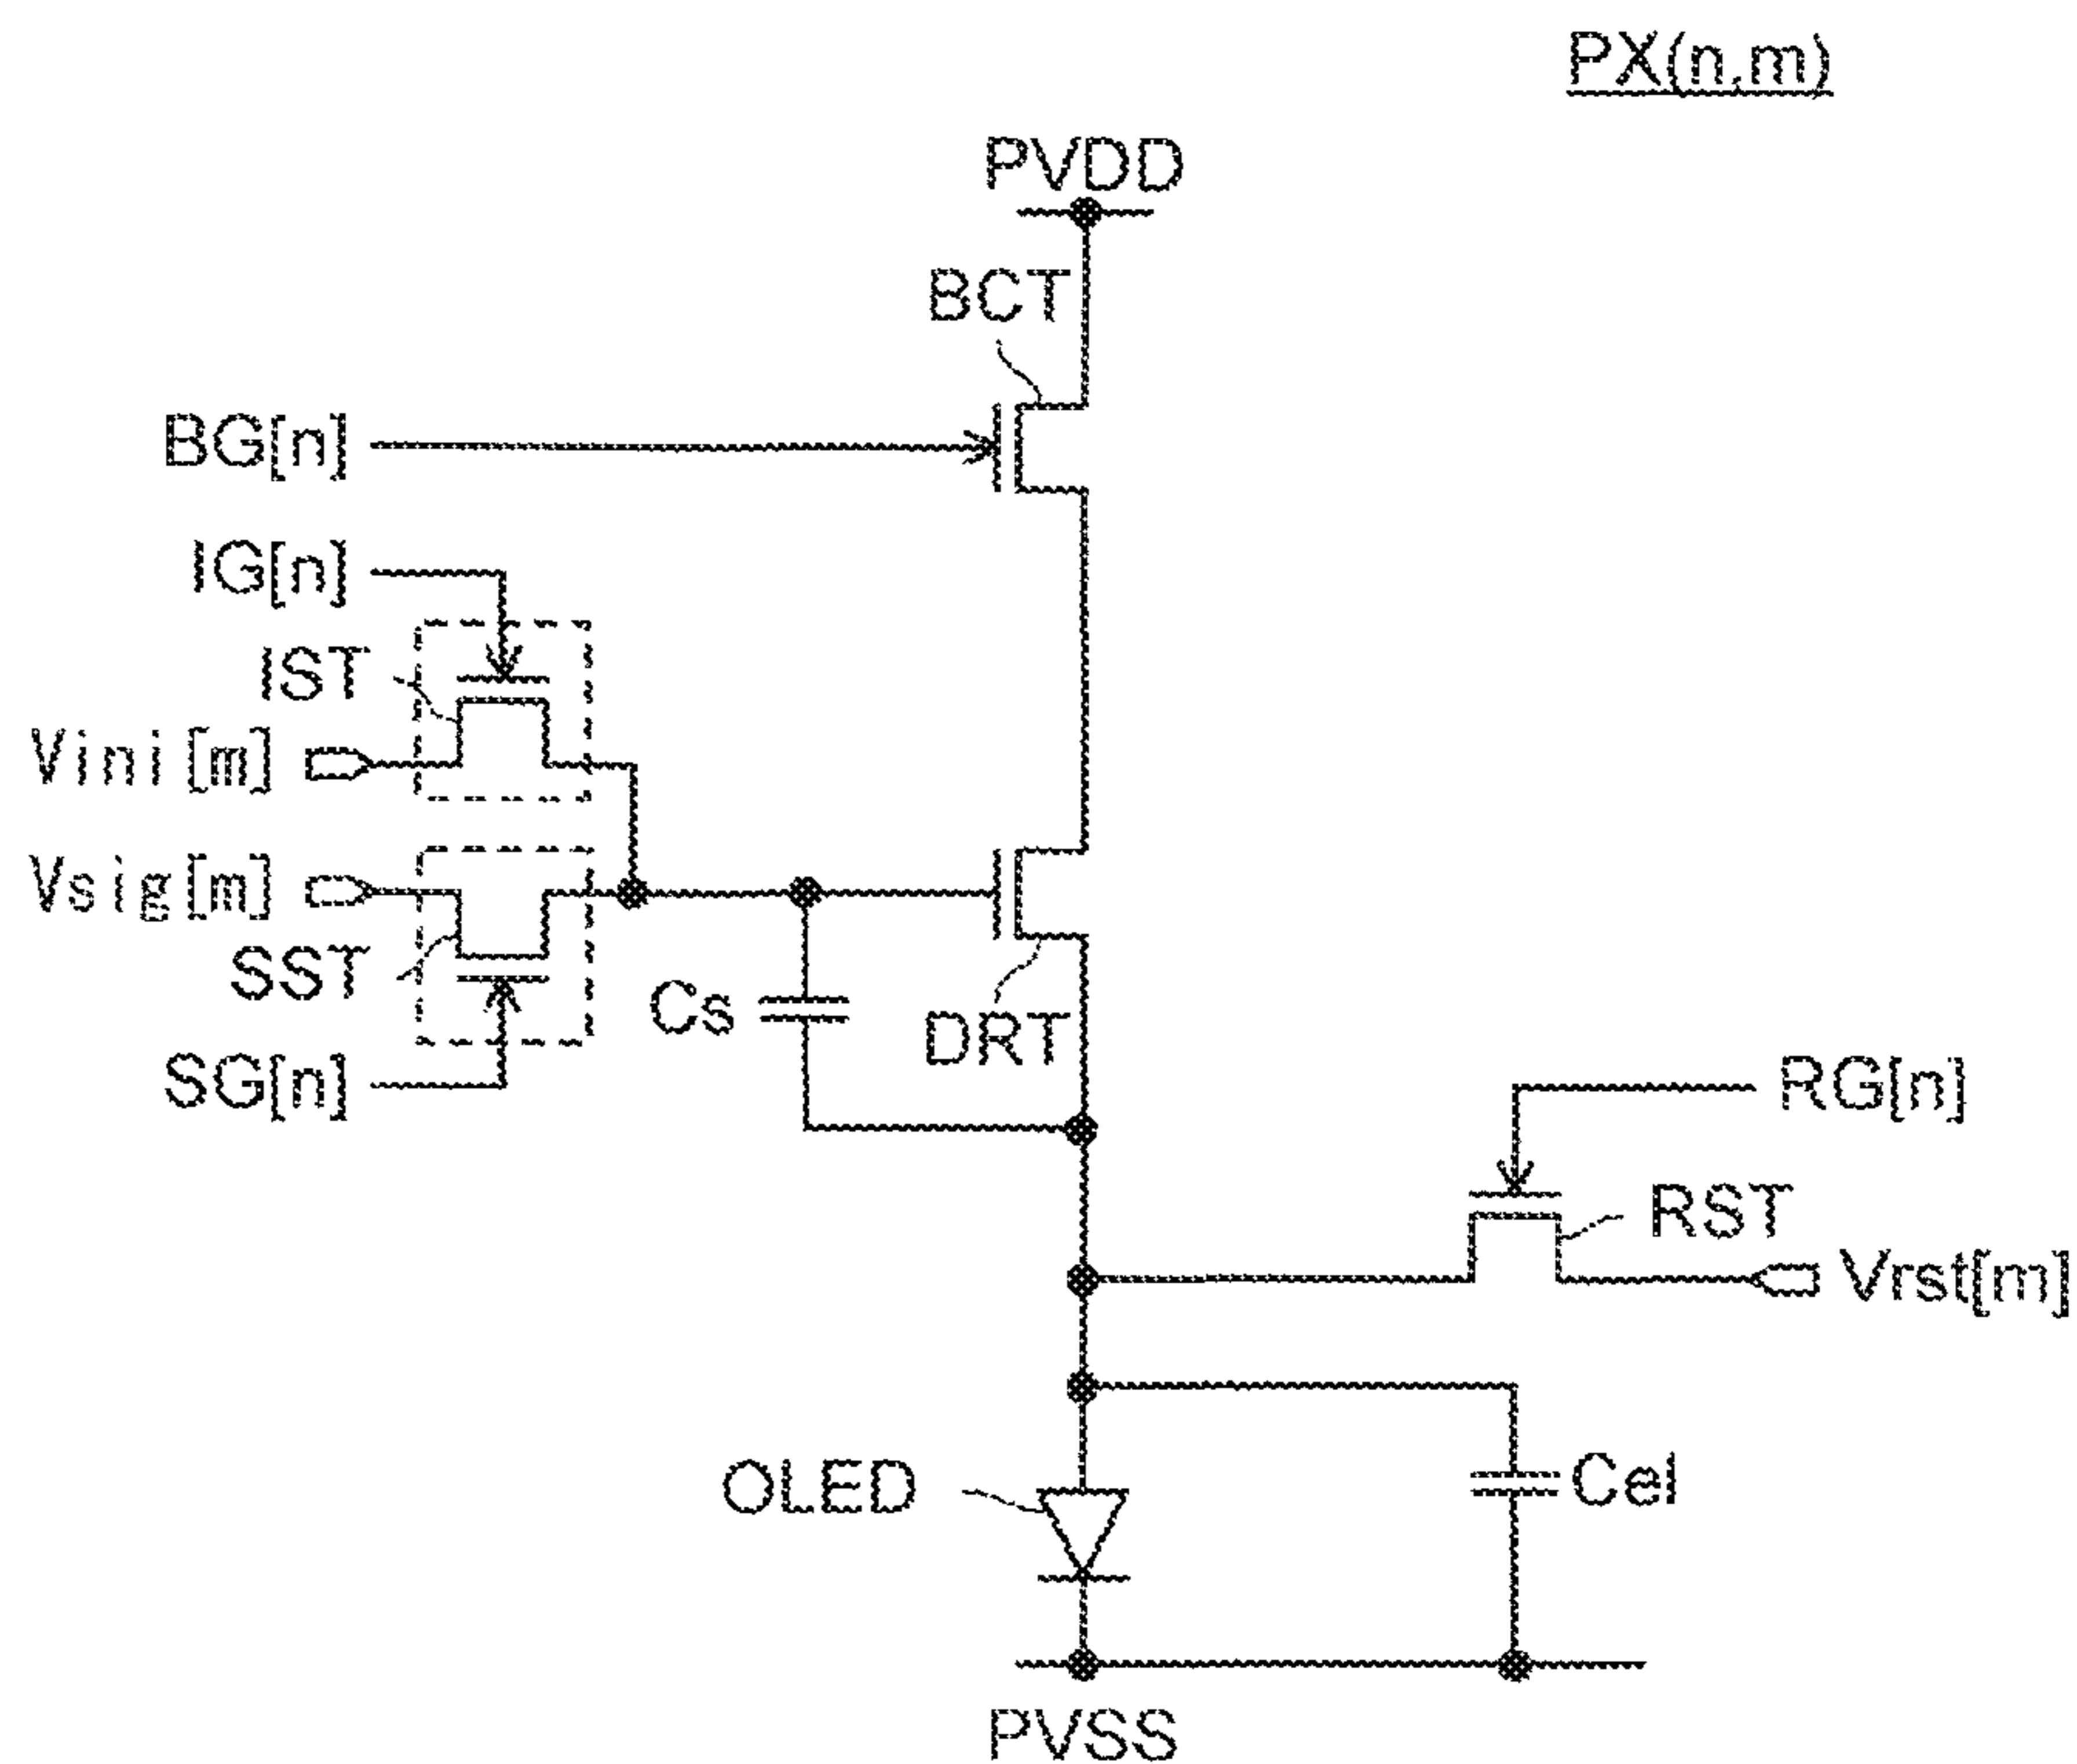 PX(n,m)
PVDD
BCT
BG[n]
IG[n]
IST
Vini[m]
Vsig[m]
SST
Cs
DRT
SG[n]
RG[n]
RST
Vrst[m]
OLED
Cel
PVSS